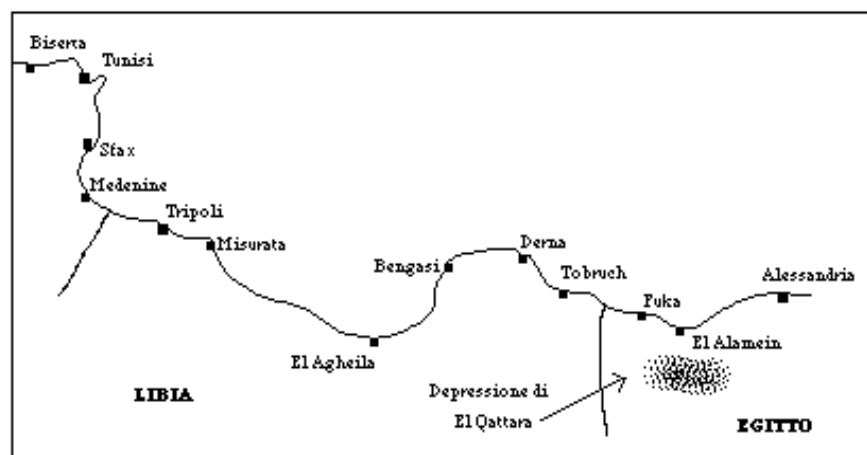 Biserta
Tunisi
Sfax
Medenine
Tripoli
Misurata
Bengasi
Derna
Tobruch
Fuka
Alessandria
El Alamein
El Agheila
Depressione di
El Qattara
LIBIA
EGITTO